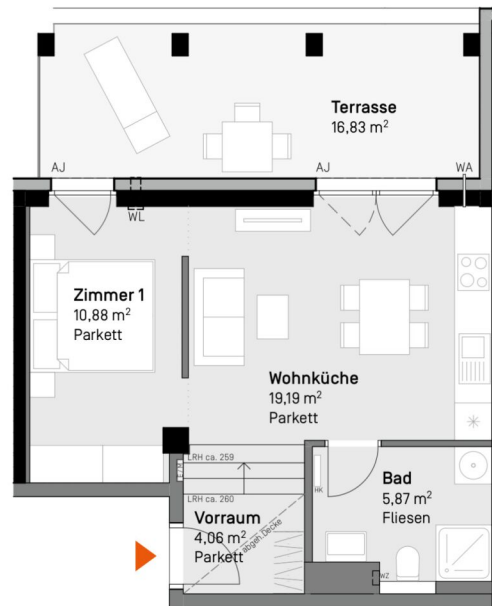 Terrasse
16,83 m²
AJ
AJ
WA
WL
Zimmer 1
10,88 m²
Parkett
Wohnküche
19,19 m²
Parkett
LRH ca. 259
LRH ca. 260
Vorraum
4,06 m²
Parkett
abgeh. Decke
HK
Bad
5,87 m²
Fliesen
WZ